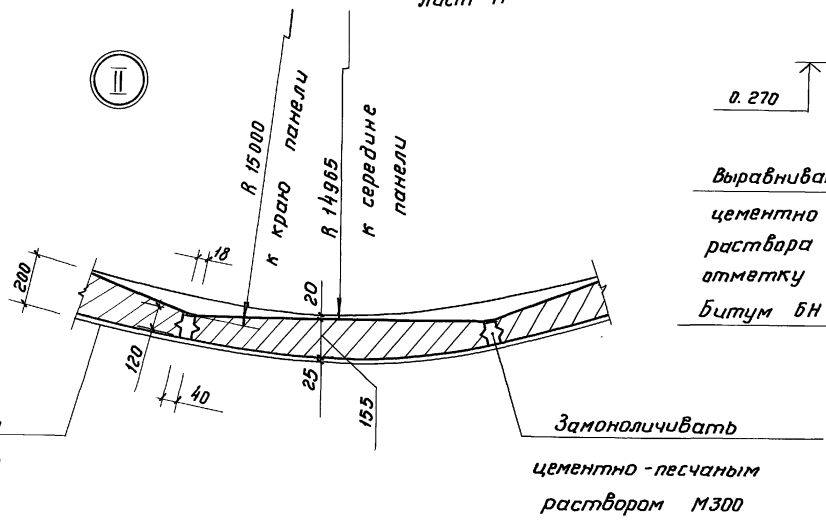 II
R 15000
к краю панели
R 14965
к середине
панели
0.270
200
18
20
120
40
25
155
цементно
раствора
отметку
Битум БН
Замоноличивать
цементно-песчаным
раствором М300